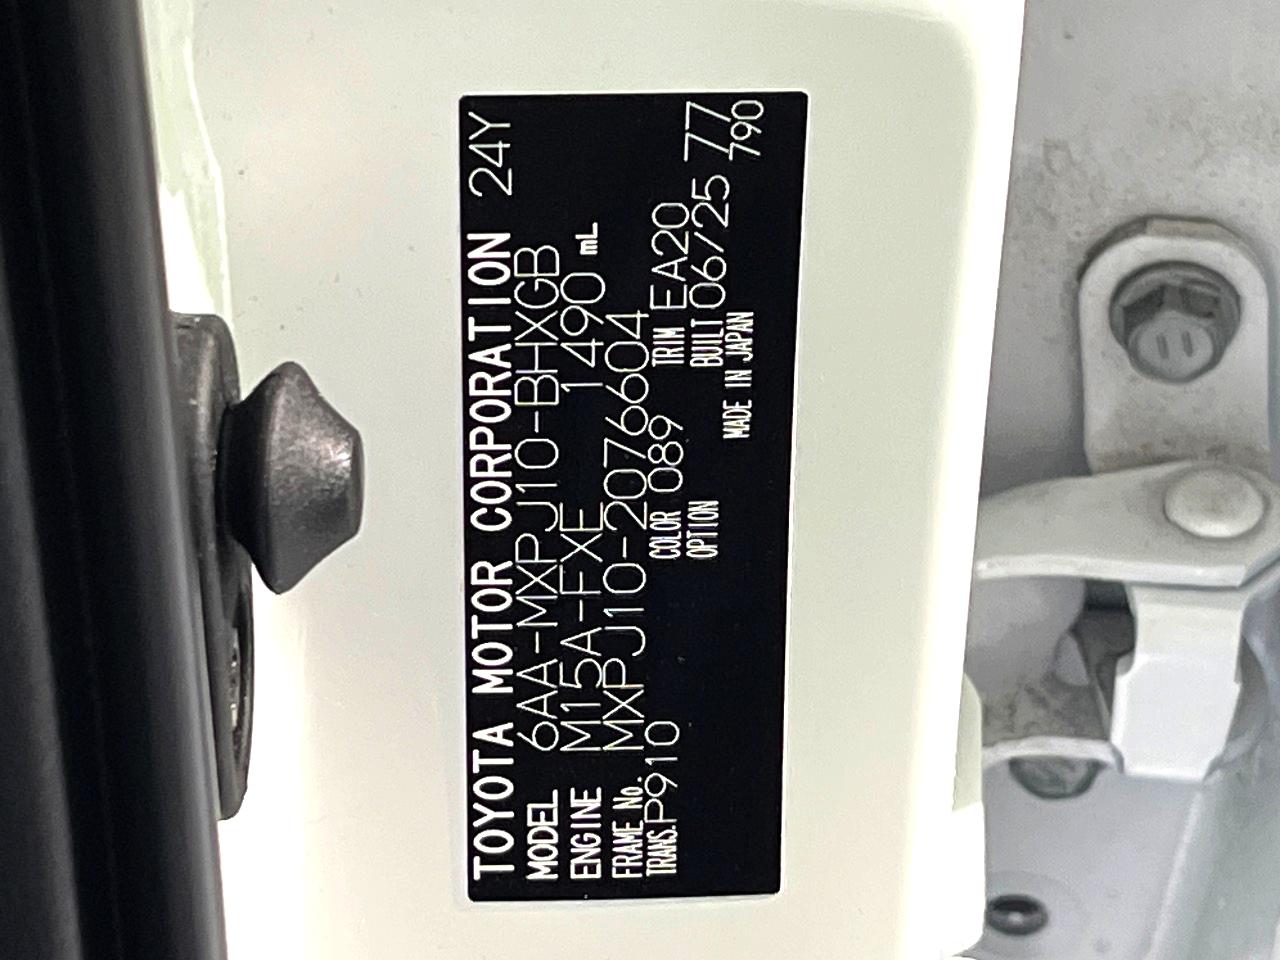 TOYOTA MOTOR CORPORATION 24Y
MODEL 6AA-MXPJ10-BHXGB
ENGINE M15A-FXE 1490 mL
FRAME No. MXPJ10-2076604
TRANS. P910 COLOR 089 TRIM EA20
OPTION BUILT 06/25 77
MADE IN JAPAN 790